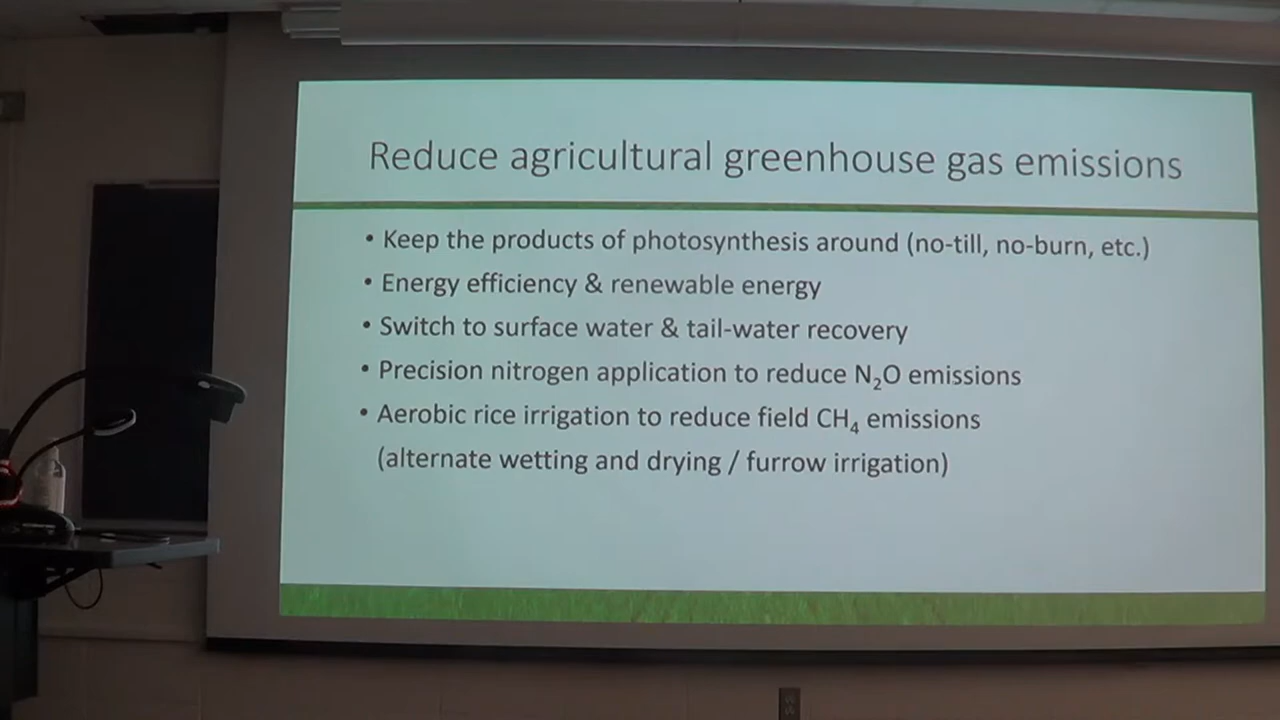 Reduce agricultural greenhouse gas emissions
• Keep the products of photosynthesis around (no-till, no-burn, etc.)
• Energy efficiency & renewable energy
• Switch to surface water & tail-water recovery
• Precision nitrogen application to reduce N₂O emissions
• Aerobic rice irrigation to reduce field CH₄ emissions
(alternate wetting and drying / furrow irrigation)